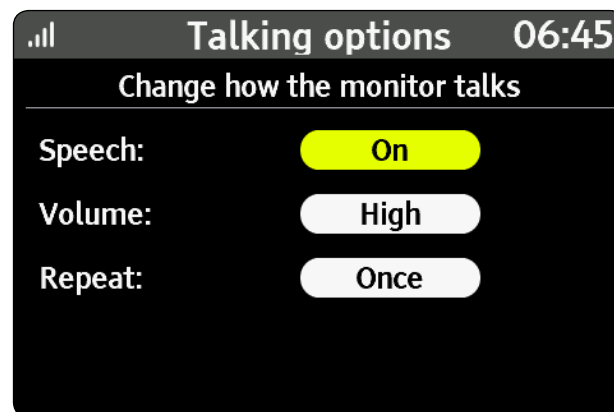 Talking options 06:45
Change how the monitor talks
Speech: On
Volume: High
Repeat: Once